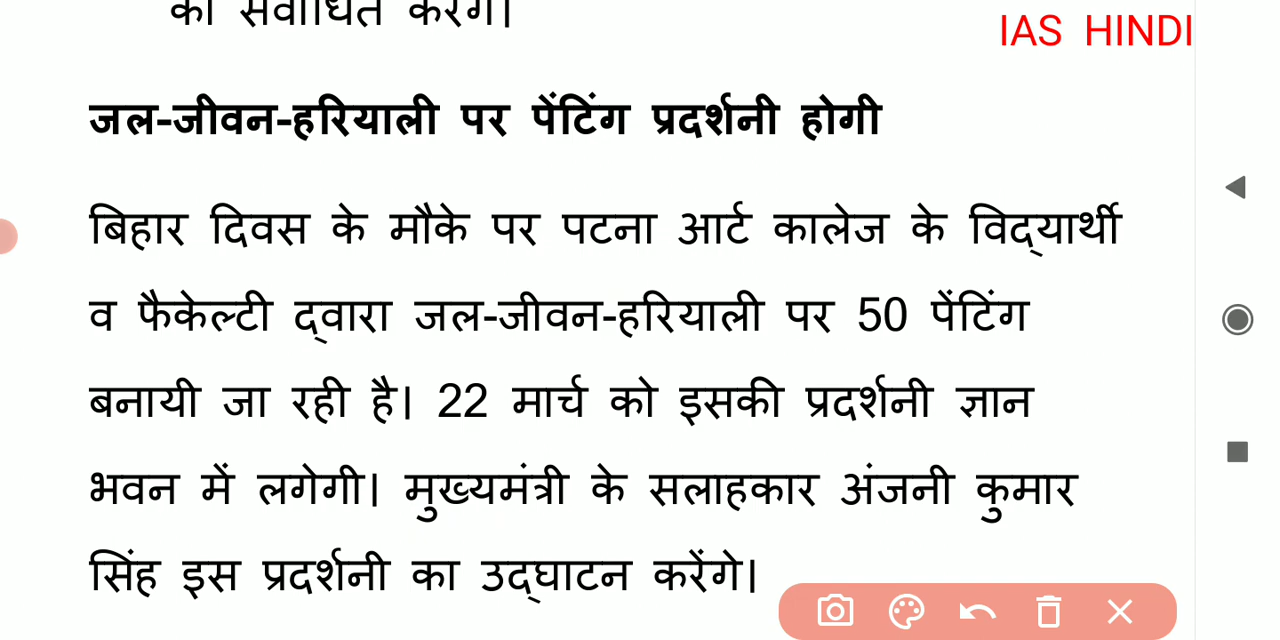 को संबोधित करेंगे।
IAS HINDI
जल-जीवन-हरियाली पर पेंटिंग प्रदर्शनी होगी
बिहार दिवस के मौके पर पटना आर्ट कालेज के विद्यार्थी
व फैकेल्टी द्वारा जल-जीवन-हरियाली पर 50 पेंटिंग
बनायी जा रही है। 22 मार्च को इसकी प्रदर्शनी ज्ञान
भवन में लगेगी। मुख्यमंत्री के सलाहकार अंजनी कुमार
सिंह इस प्रदर्शनी का उद्घाटन करेंगे।